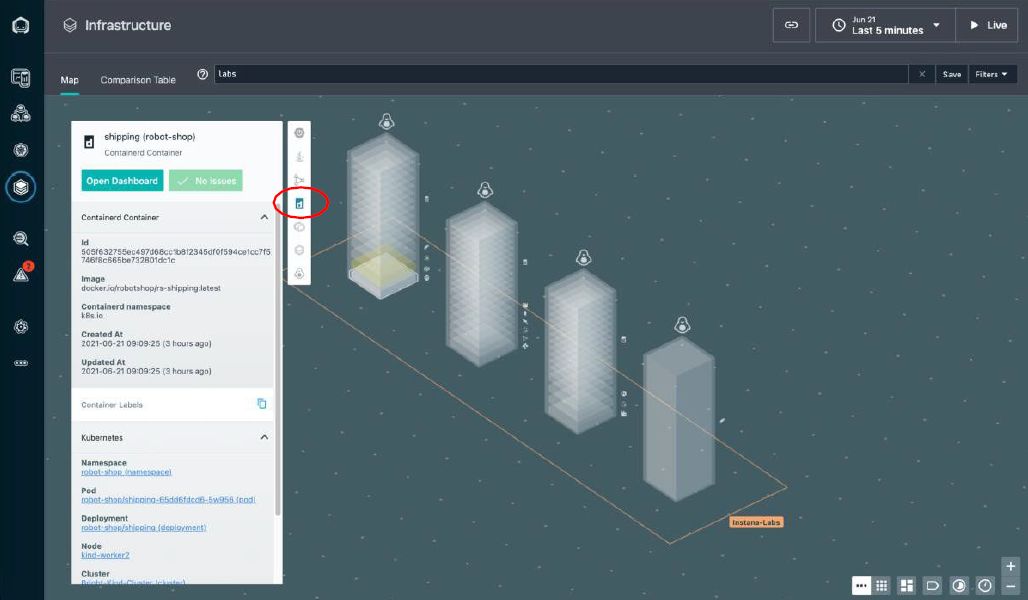 Infrastructure
Jun 21
Last 5 minutes
Live
Map
Comparison Table
labs
Save
Filters
shipping (robot-shop)
Containerd Container
Open Dashboard
No Issues
Containerd Container
Id
Image
docker.io/robotshop/rs-shipping:latest
Containerd namespace
k8s.io
Created At
2021-06-21 09:09:25 (3 hours ago)
Updated At
2021-06-21 09:09:25 (3 hours ago)
Container Labels
Kubernetes
Namespace
robot-shop (namespace)
Pod
robot-shop/shipping-65dd6fdcd6-5w956 (pod)
Deployment
robot-shop/shipping (deployment)
Node
kind-worker2
Cluster
Bright-Kind-Cluster (cluster)
Instana-Labs
2